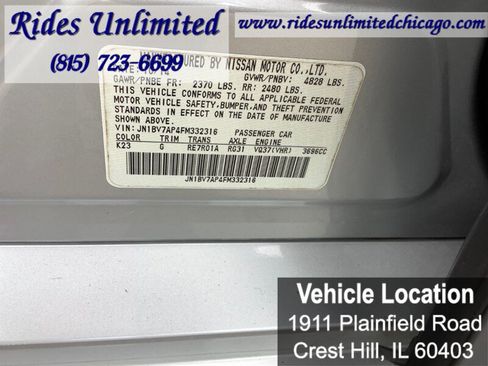 Rides Unlimited
www.ridesunlimitedchicago.com
(815) 723-6699
BY NISSAN MOTOR CO.,LTD.
GVWR/PNBV: 4828 LBS.
GAWR/PNBE FR: 2370 LBS. RR: 2480 LBS.
THIS VEHICLE CONFORMS TO ALL APPLICABLE FEDERAL
MOTOR VEHICLE SAFETY, BUMPER, AND THEFT PREVENTION
STANDARDS IN EFFECT ON THE DATE OF MANUFACTURE
SHOWN ABOVE.
VIN: JN1BV7AP4FM332316 PASSENGER CAR
COLOR TRIM TRANS AXLE ENGINE
K23 G RE7R01A RG31 VQ37(VHR) 3696CC
JN1BV7AP4FM332316
Vehicle Location
1911 Plainfield Road
Crest Hill, IL 60403